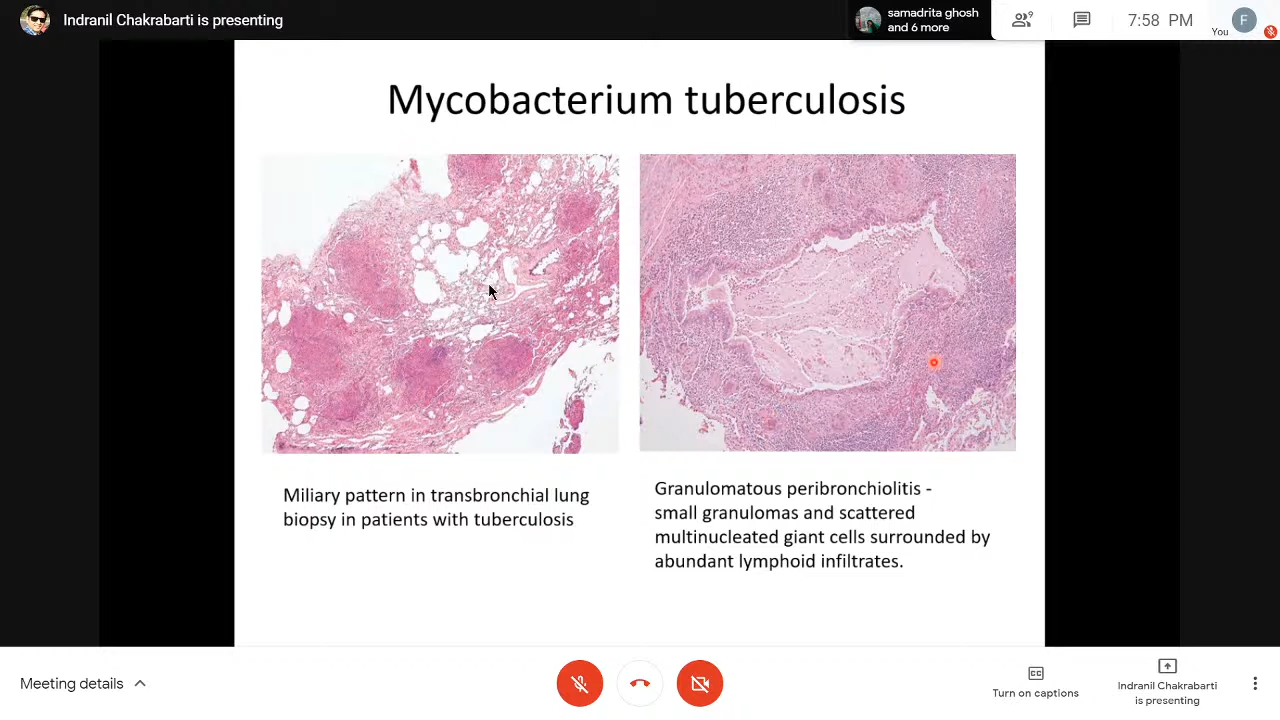 Indranil Chakrabarti is presenting
samadrita ghosh
and 6 more
9
7:58 PM
You
F
Mycobacterium tuberculosis
Miliary pattern in transbronchial lung
biopsy in patients with tuberculosis
Granulomatous peribronchiolitis -
small granulomas and scattered
multinucleated giant cells surrounded by
abundant lymphoid infiltrates.
Meeting details
CC
Turn on captions
Indranil Chakrabarti
is presenting